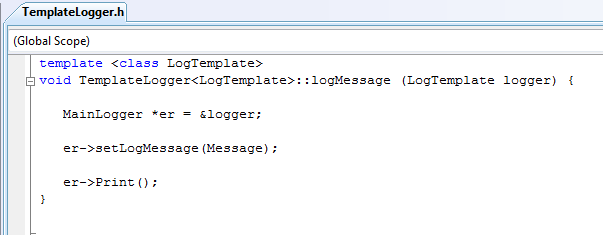 TemplateLogger.h
(Global Scope)
template <class LogTemplate>
void TemplateLogger<LogTemplate>::logMessage (LogTemplate logger) {
MainLogger *er = &logger;
er->setLogMessage(Message);
er->Print();
}